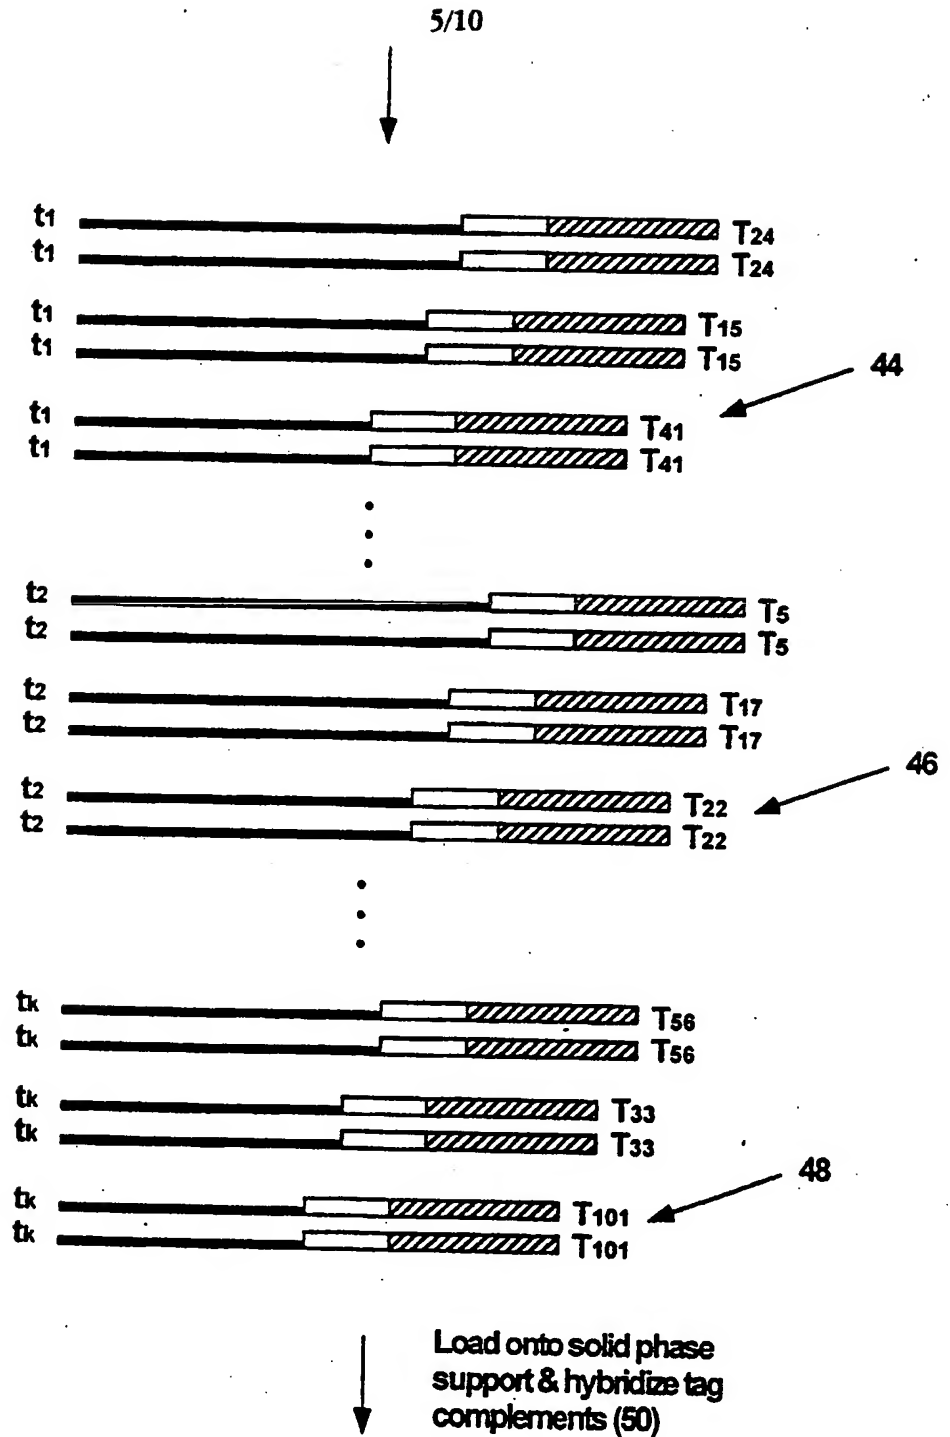 5/10
t1 T24
t1 T24
t1 T15
t1 T15
44
t1 T41
t1 T41
t2 T5
t2 T5
t2 T17
t2 T17
46
t2 T22
t2 T22
tk T56
tk T56
tk T33
tk T33
48
tk T101
tk T101
Load onto solid phase
support & hybridize tag
complements (50)